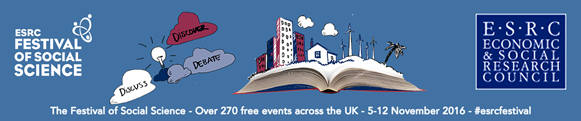 ESRC
FESTIVAL
OF SOCIAL
SCIENCE
DISCOVER
DEBATE
DISCUSS
E·S·R·C
ECONOMIC
& SOCIAL
RESEARCH
COUNCIL
The Festival of Social Science - Over 270 free events across the UK - 5-12 November 2016 - #esrcfestival